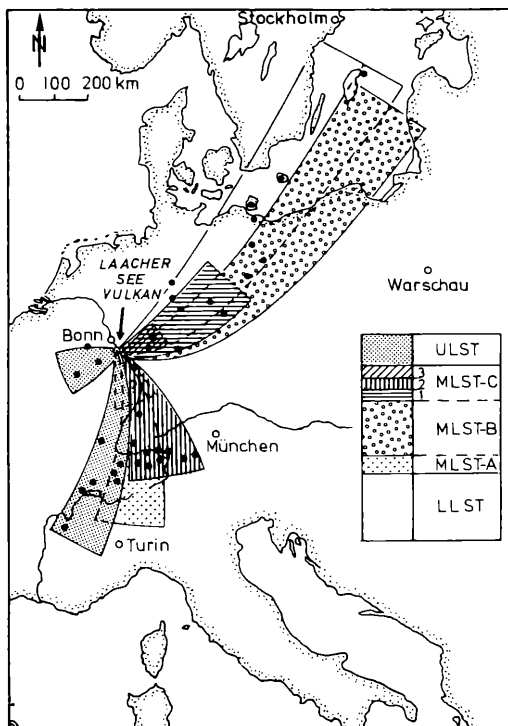 Stockholm
N
0 100 200 km
LAACHER
SEE
VULKAN
Warschau
Bonn
München
Turin
ULST
3
2
MLST-C
1
MLST-B
MLST-A
LLST